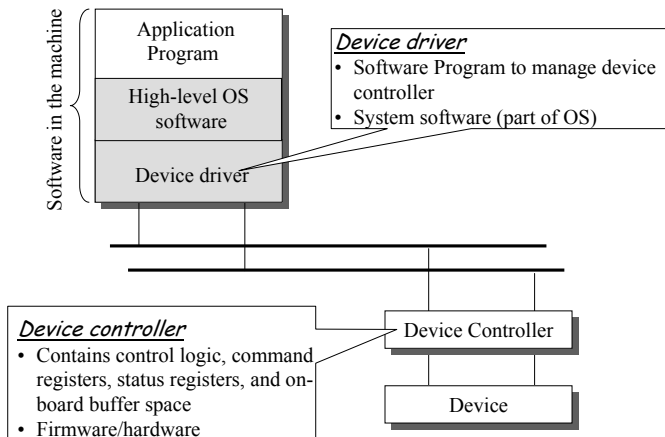 Software in the machine
Application
Program
High-level OS
software
Device driver
Device driver
• Software Program to manage device
controller
• System software (part of OS)
Device controller
• Contains control logic, command
registers, status registers, and on-
board buffer space
• Firmware/hardware
Device Controller
Device